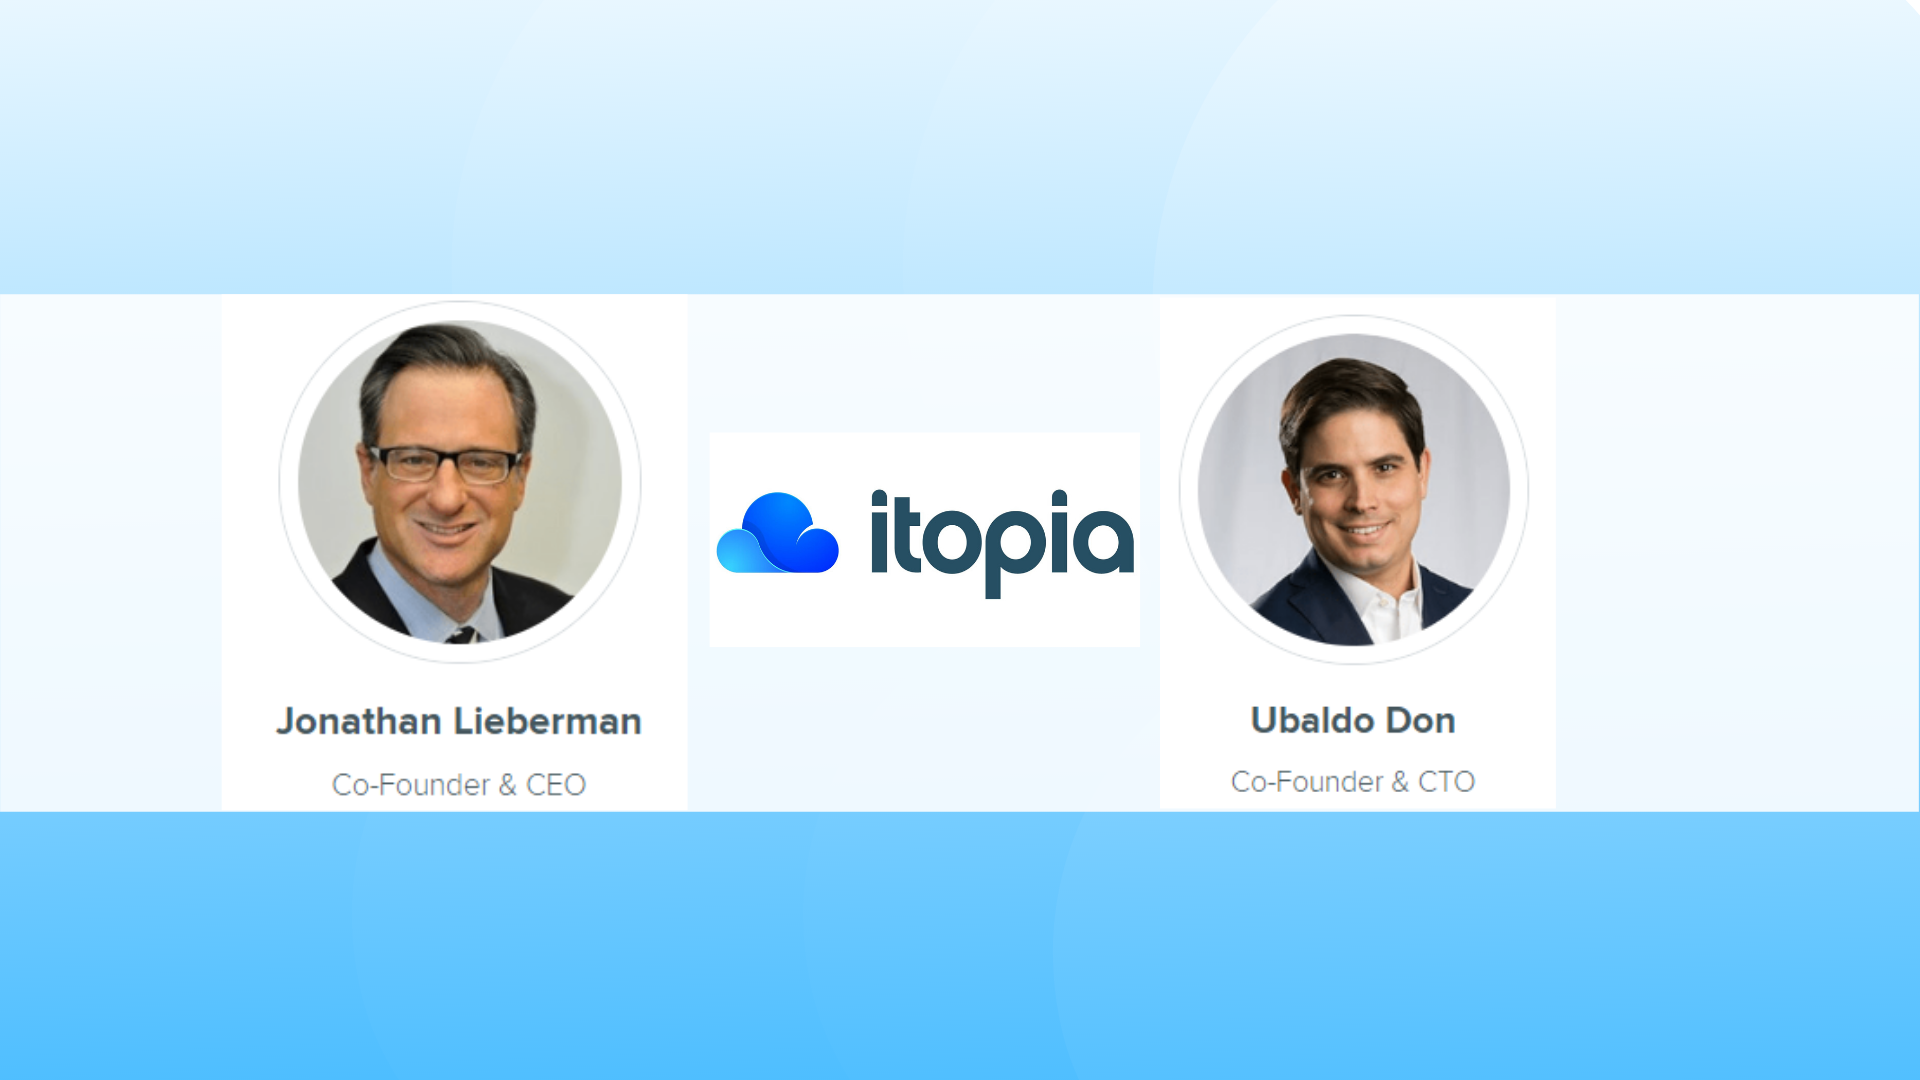 itopia
Jonathan Lieberman
Co-Founder & CEO
Ubaldo Don
Co-Founder & CTO